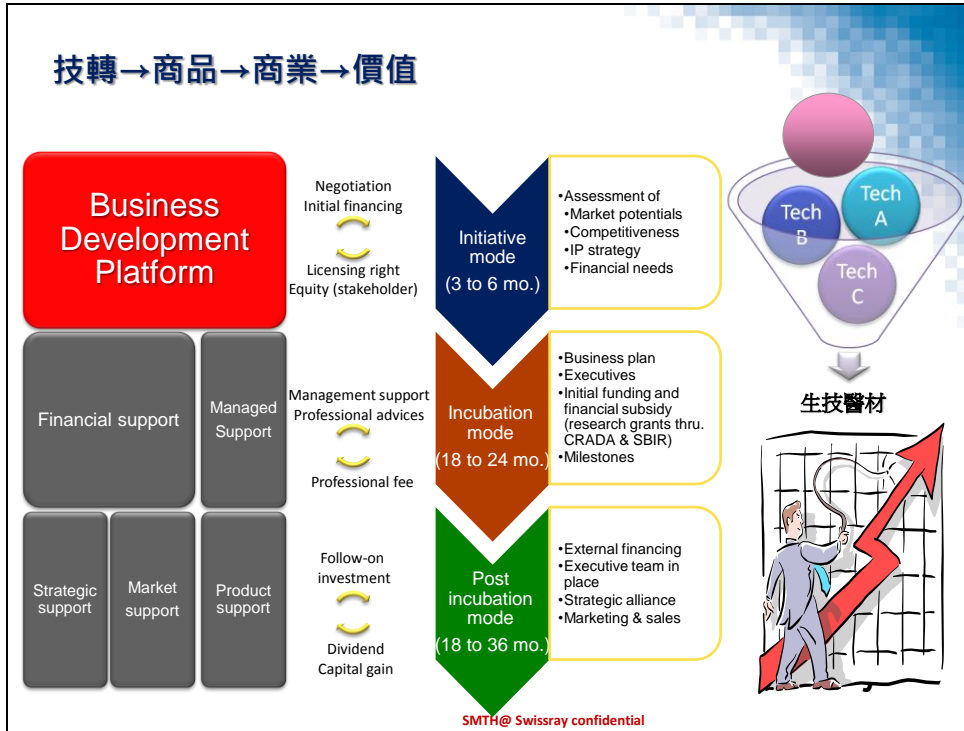 技轉→商品→商業→價值
Business
Development
Platform
Financial support
Managed
Support
Strategic
support
Market
support
Product
support
Negotiation
Initial financing
Licensing right
Equity (stakeholder)
Management support
Professional advices
Professional fee
Follow-on
investment
Dividend
Capital gain
Initiative
mode
(3 to 6 mo.)
Incubation
mode
(18 to 24 mo.)
Post
incubation
mode
(18 to 36 mo.)
•Assessment of
•Market potentials
•Competitiveness
•IP strategy
•Financial needs
•Business plan
•Executives
•Initial funding and
financial subsidy
(research grants thru.
CRADA & SBIR)
•Milestones
•External financing
•Executive team in
place
•Strategic alliance
•Marketing & sales
Tech
A
Tech
B
Tech
C
生技醫材
SMTH@ Swissray confidential